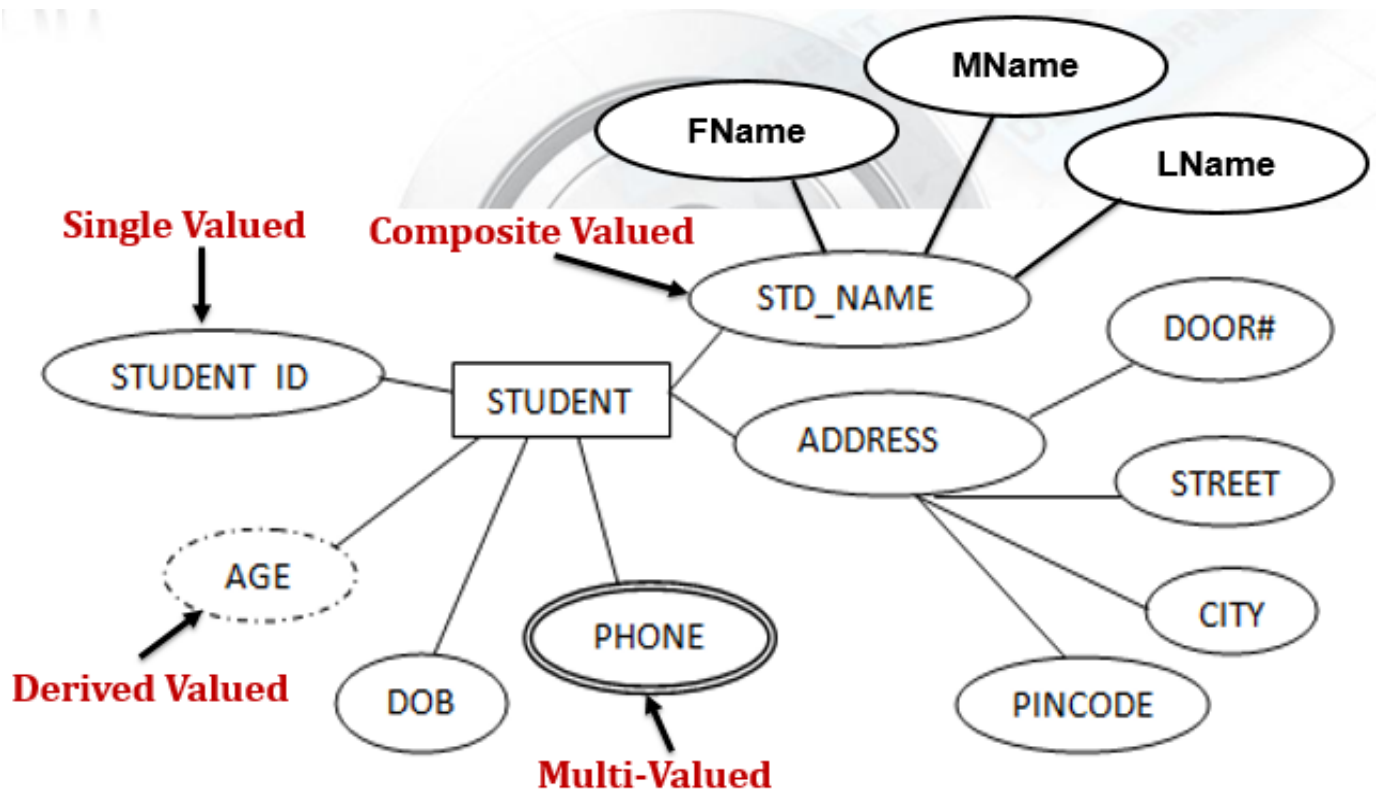 MName
FName
LName
Single Valued
Composite Valued
STD_NAME
DOOR#
STUDENT ID
STUDENT
ADDRESS
STREET
AGE
CITY
PHONE
Derived Valued
DOB
PINCODE
Multi-Valued